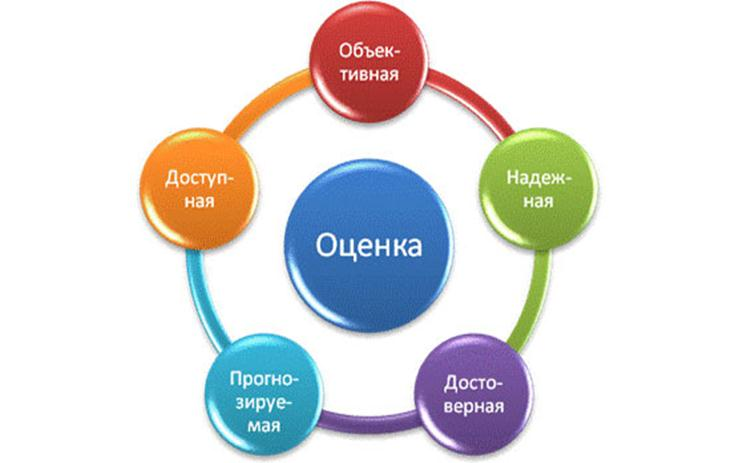 Объек-
тивная
Надеж-
ная
Досто-
верная
Прогно-
зируе-
мая
Доступ-
ная
Оценка